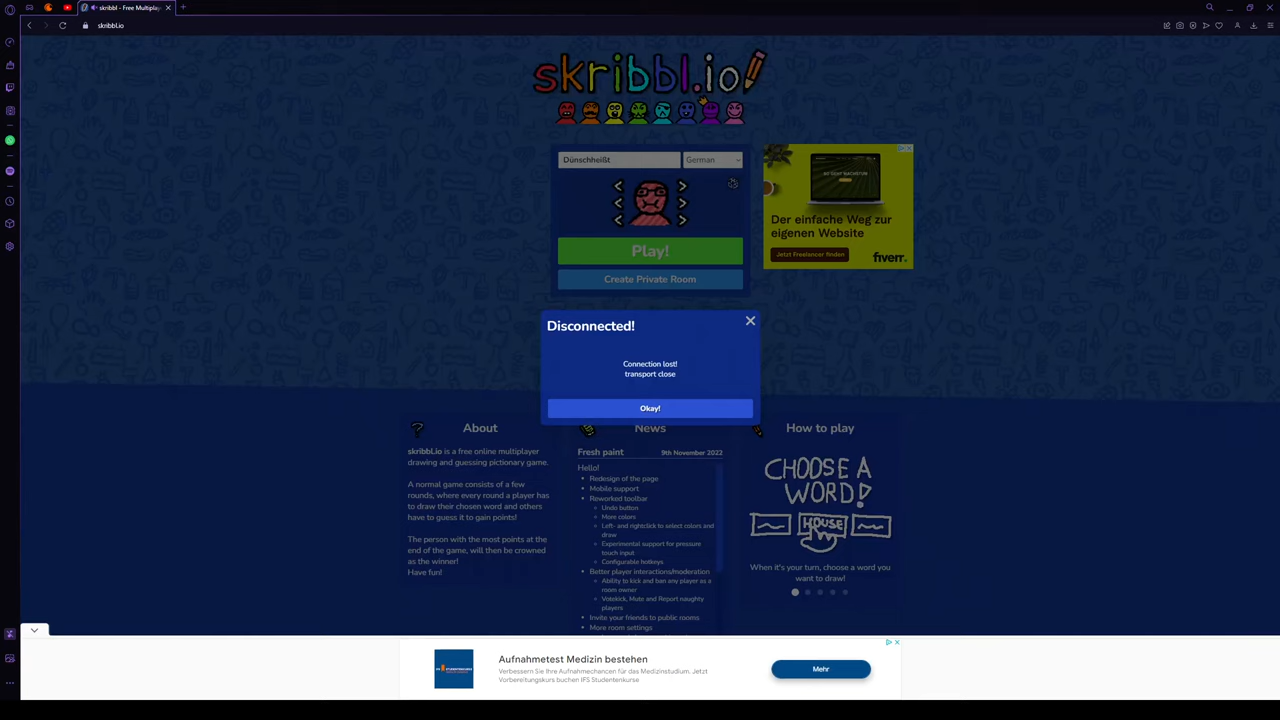 skribbl - Free Multiplay
skribbl.io
skribbl.io
Dünschheißt
German
Play!
Create Private Room
Der einfache Weg zur
eigenen Website
Jetzt Freelancer finden
fiverr.
Disconnected!
Connection lost!
transport close
Okay!
About
skribbl.io is a free online multiplayer
drawing and guessing pictionary game.
A normal game consists of a few
rounds, where every round a player has
to draw their chosen word and others
have to guess it to gain points!
The person with the most points at the
end of the game, will then be crowned
as the winner!
Have fun!
News
Fresh paint 9th November 2022
Hello!
Redesign of the page
Mobile support
Reworked toolbar
Undo button
More colors
Left- and rightclick to select colors and
draw
Experimental support for pressure
touch input
Configurable hotkeys
Better player interactions/moderation
Ability to kick and ban any player as a
room owner
Votekick, Mute and Report naughty
players
Invite your friends to public rooms
More room settings
How to play
CHOOSE A
WORD!
HOUSE
When it's your turn, choose a word you
want to draw!
Aufnahmetest Medizin bestehen
Verbessern Sie Ihre Aufnahmechancen für das Medizinstudium. Jetzt
Vorbereitungskurs buchen IFS Studentenkurse
Mehr